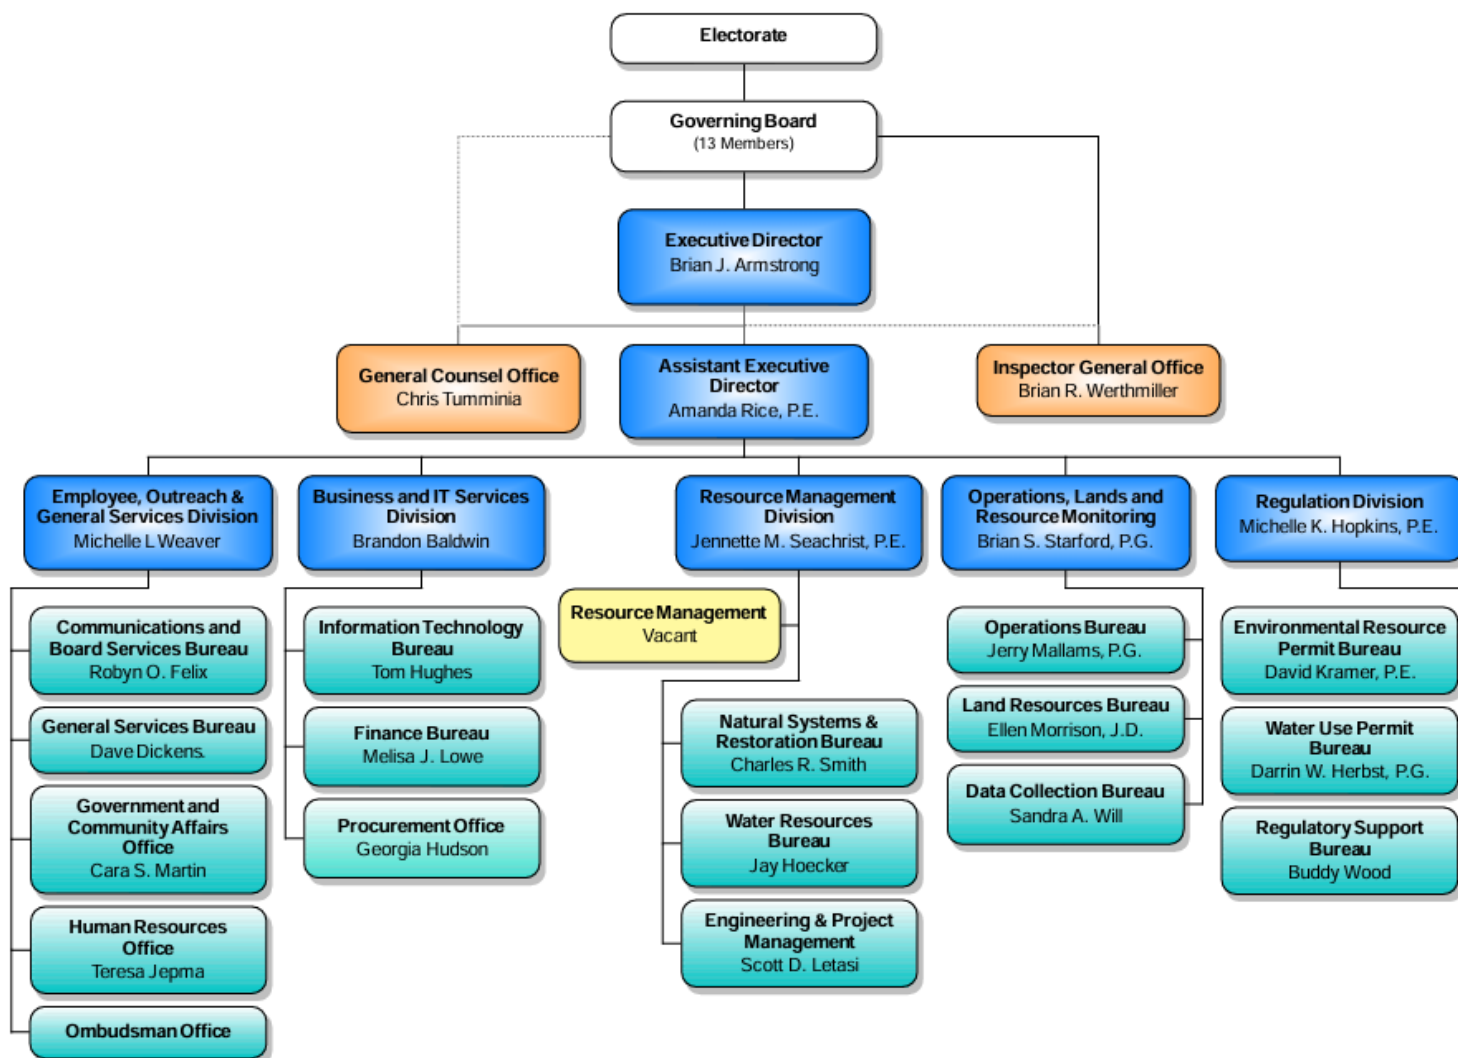 Electorate
Governing Board
(13 Members)
Executive Director
Brian J. Armstrong
General Counsel Office
Chris Tumminia
Assistant Executive
Director
Amanda Rice, P.E.
Inspector General Office
Brian R. Werthmiller
Employee, Outreach &
General Services Division
Michelle L Weaver
Business and IT Services
Division
Brandon Baldwin
Resource Management
Division
Jennette M. Seachrist, P.E.
Operations, Lands and
Resource Monitoring
Brian S. Starford, P.G.
Regulation Division
Michelle K. Hopkins, P.E.
Communications and
Board Services Bureau
Robyn O. Felix
General Services Bureau
Dave Dickens.
Government and
Community Affairs
Office
Cara S. Martin
Human Resources
Office
Teresa Jepma
Ombudsman Office
Information Technology
Bureau
Tom Hughes
Finance Bureau
Melisa J. Lowe
Procurement Office
Georgia Hudson
Resource Management
Vacant
Natural Systems &
Restoration Bureau
Charles R. Smith
Water Resources
Bureau
Jay Hoecker
Engineering & Project
Management
Scott D. Letasi
Operations Bureau
Jerry Mallams, P.G.
Land Resources Bureau
Ellen Morrison, J.D.
Data Collection Bureau
Sandra A. Will
Environmental Resource
Permit Bureau
David Kramer, P.E.
Water Use Permit
Bureau
Darrin W. Herbst, P.G.
Regulatory Support
Bureau
Buddy Wood